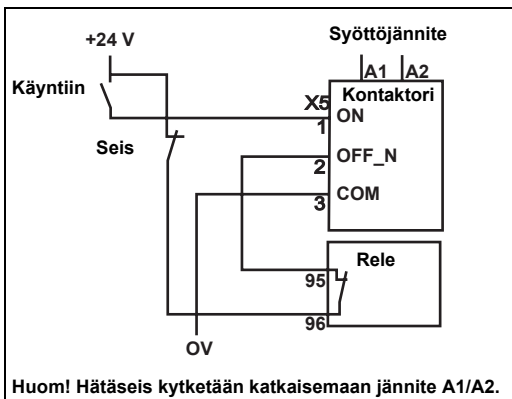 Syöttöjännite
+24 V
A1 A2
Käyntiin
Kontaktori
X5
ON
1
Seis
OFF_N
2
COM
3
Rele
95
96
OV
Huom! Hätäseis kytketään katkaisemaan jännite A1/A2.